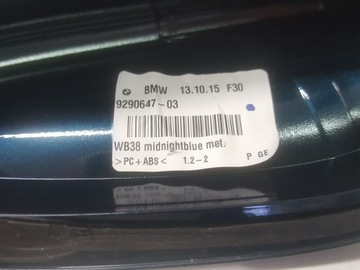 BMW 13.10.15 F30
9290647-03
WB38 midnightblue met.
>PC+ABS< 1.2-2 P GE